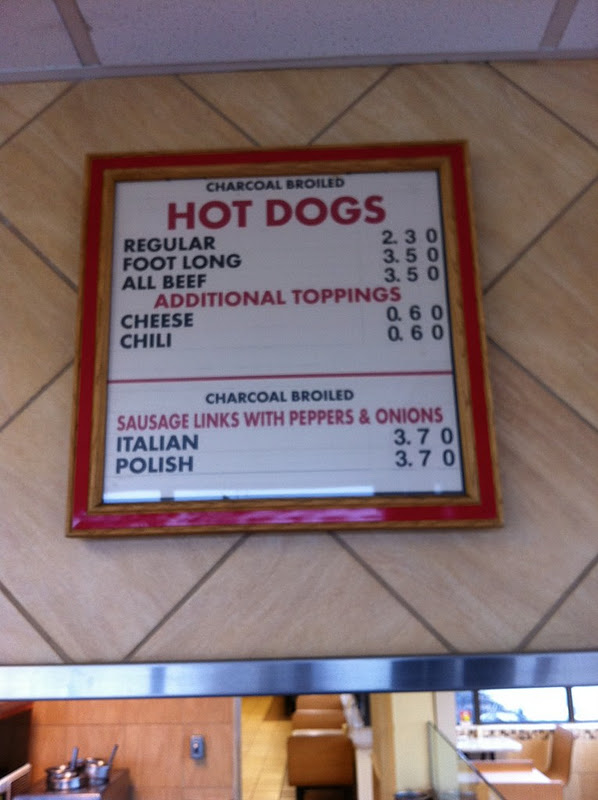 CHARCOAL BROILED
HOT DOGS
REGULAR 2.30
FOOT LONG 3.50
ALL BEEF 3.50
ADDITIONAL TOPPINGS
CHEESE 0.60
CHILI 0.60
CHARCOAL BROILED
SAUSAGE LINKS WITH PEPPERS & ONIONS
ITALIAN 3.70
POLISH 3.70